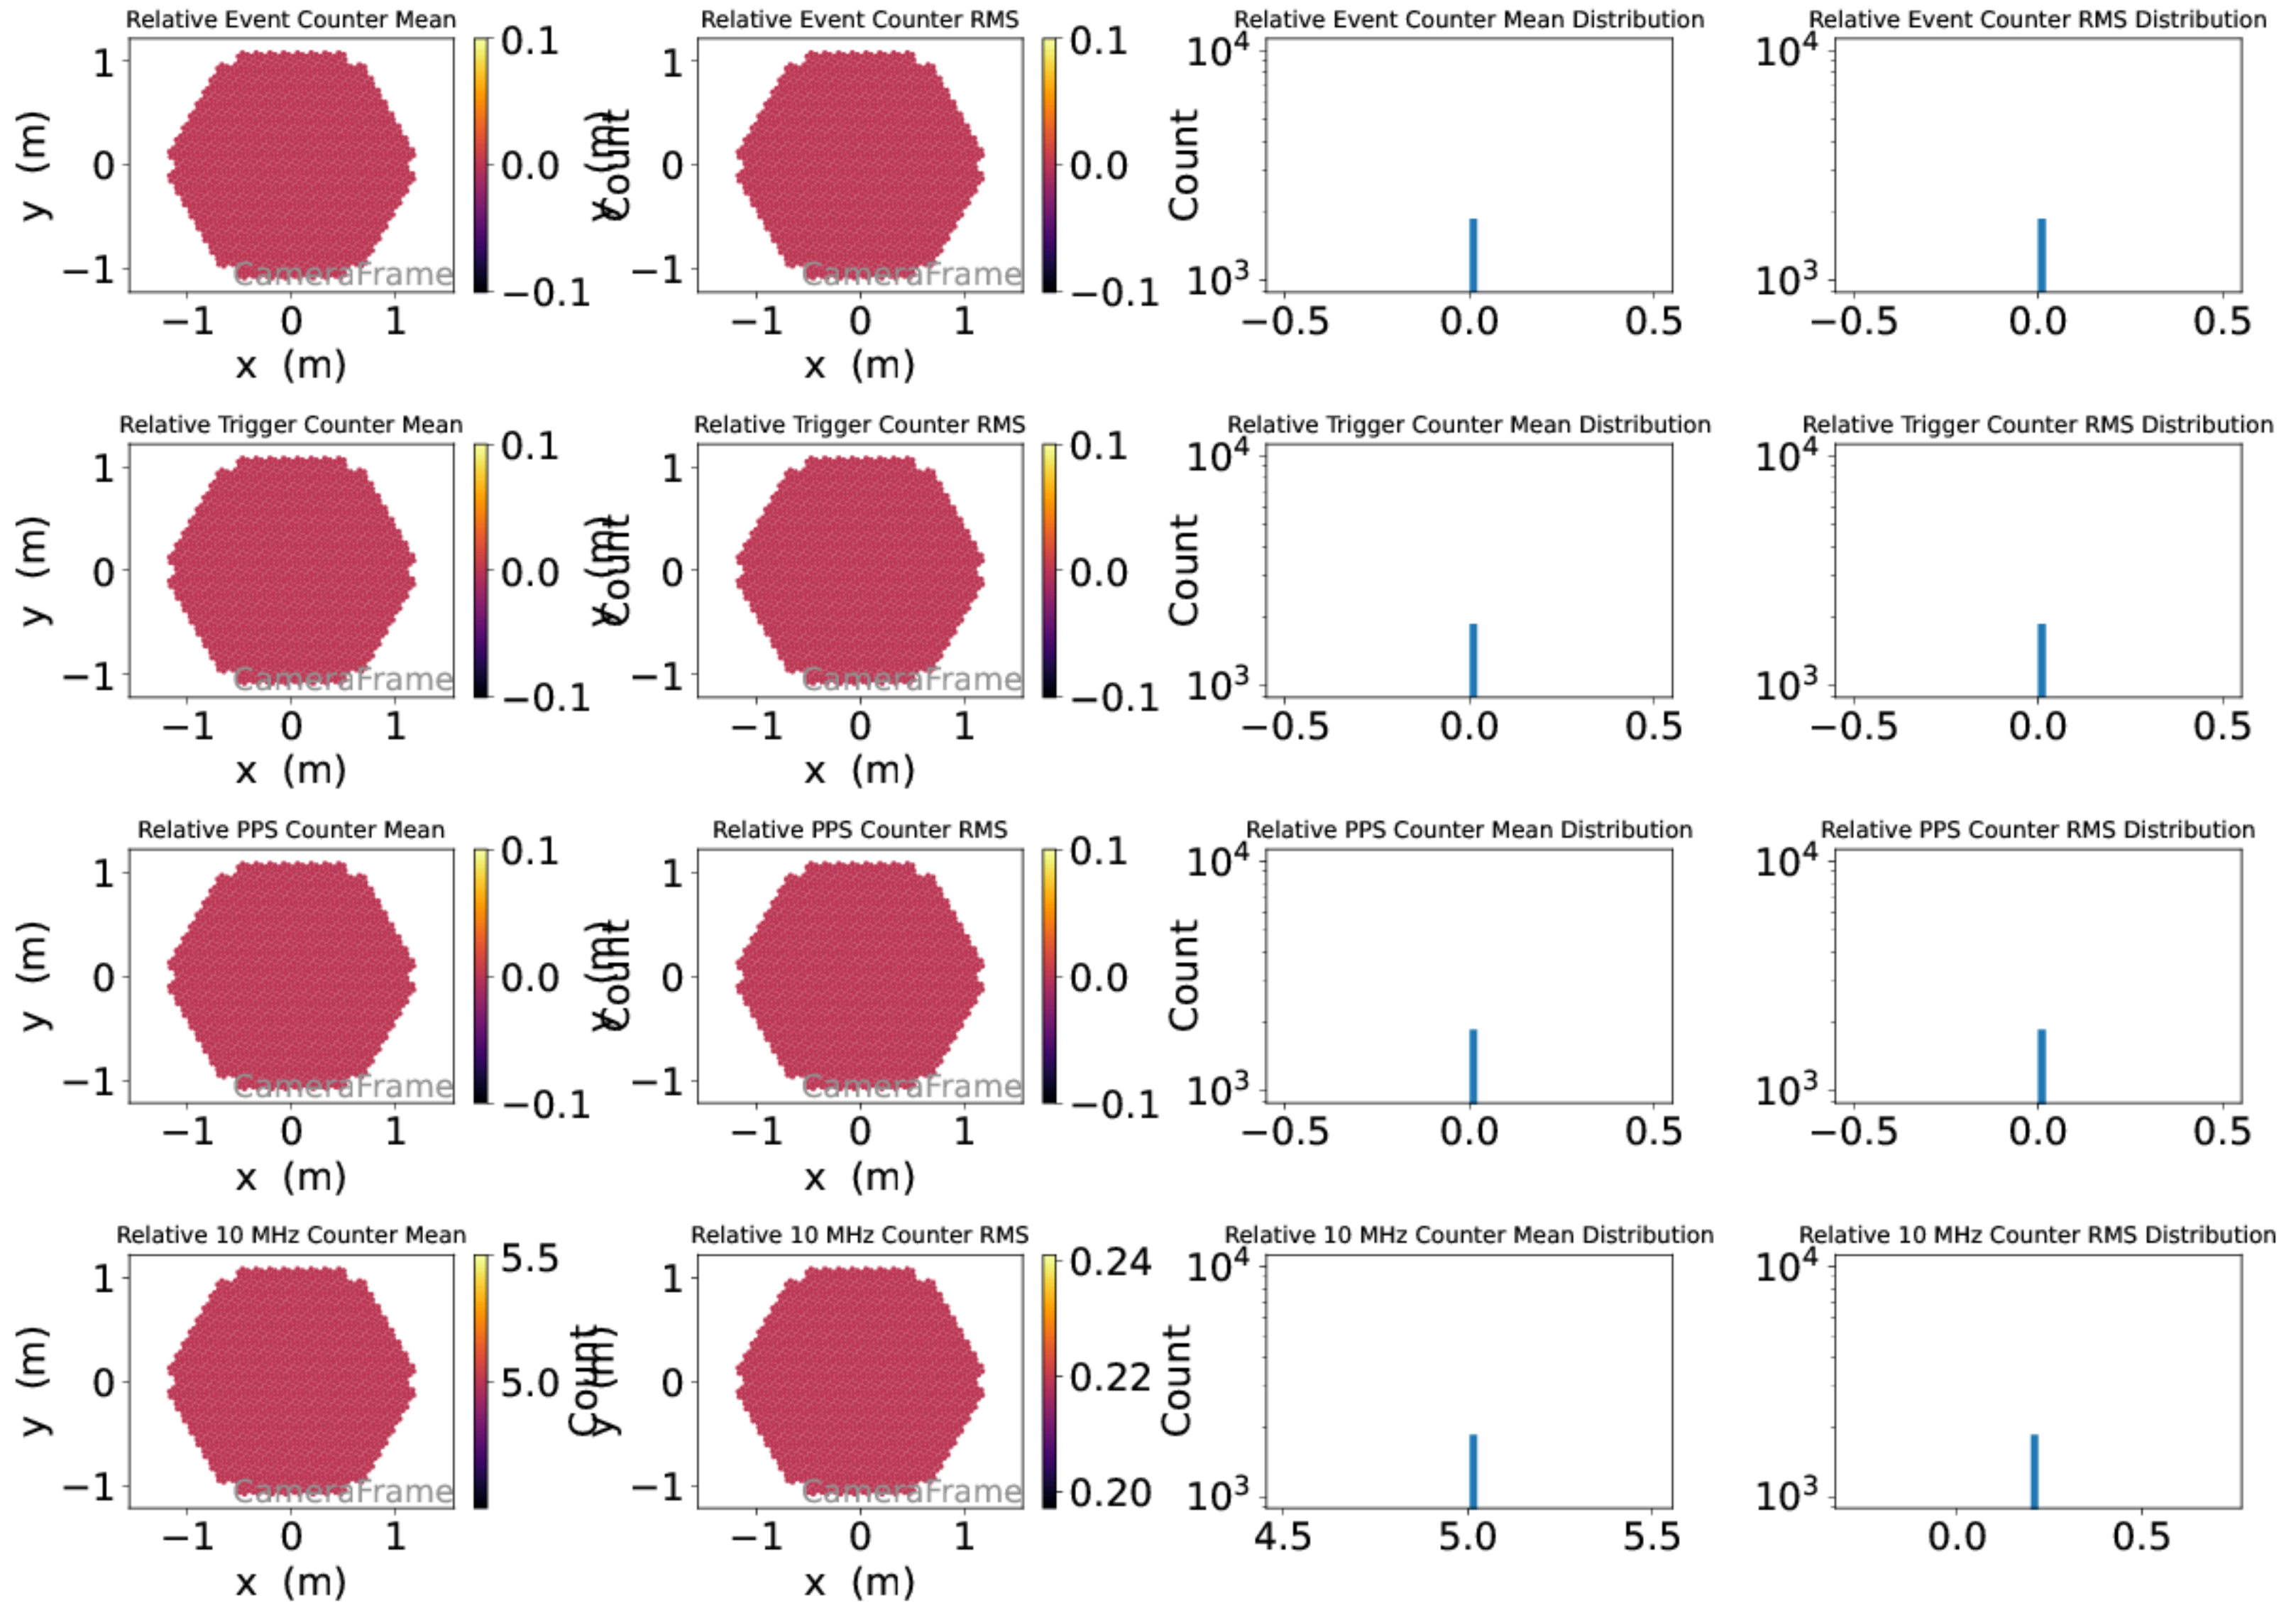 Relative Event Counter Mean
y (m)
1
0
−1
−1 0 1
x (m)
CameraFrame
0.1
0.0
−0.1
Count
Relative Event Counter RMS
y (m)
1
0
−1
−1 0 1
x (m)
CameraFrame
0.1
0.0
−0.1
Relative Event Counter Mean Distribution
Count
10⁴
10³
−0.5 0.0 0.5
Relative Event Counter RMS Distribution
10⁴
10³
−0.5 0.0 0.5
Relative Trigger Counter Mean
y (m)
1
0
−1
−1 0 1
x (m)
CameraFrame
0.1
0.0
−0.1
Count
Relative Trigger Counter RMS
y (m)
1
0
−1
−1 0 1
x (m)
CameraFrame
0.1
0.0
−0.1
Relative Trigger Counter Mean Distribution
Count
10⁴
10³
−0.5 0.0 0.5
Relative Trigger Counter RMS Distribution
10⁴
10³
−0.5 0.0 0.5
Relative PPS Counter Mean
y (m)
1
0
−1
−1 0 1
x (m)
CameraFrame
0.1
0.0
−0.1
Count
Relative PPS Counter RMS
y (m)
1
0
−1
−1 0 1
x (m)
CameraFrame
0.1
0.0
−0.1
Relative PPS Counter Mean Distribution
Count
10⁴
10³
−0.5 0.0 0.5
Relative PPS Counter RMS Distribution
10⁴
10³
−0.5 0.0 0.5
Relative 10 MHz Counter Mean
y (m)
1
0
−1
−1 0 1
x (m)
CameraFrame
5.5
5.0
Count
Relative 10 MHz Counter RMS
y (m)
1
0
−1
−1 0 1
x (m)
CameraFrame
0.24
0.22
0.20
Relative 10 MHz Counter Mean Distribution
Count
10⁴
10³
4.5 5.0 5.5
Relative 10 MHz Counter RMS Distribution
10⁴
10³
0.0 0.5